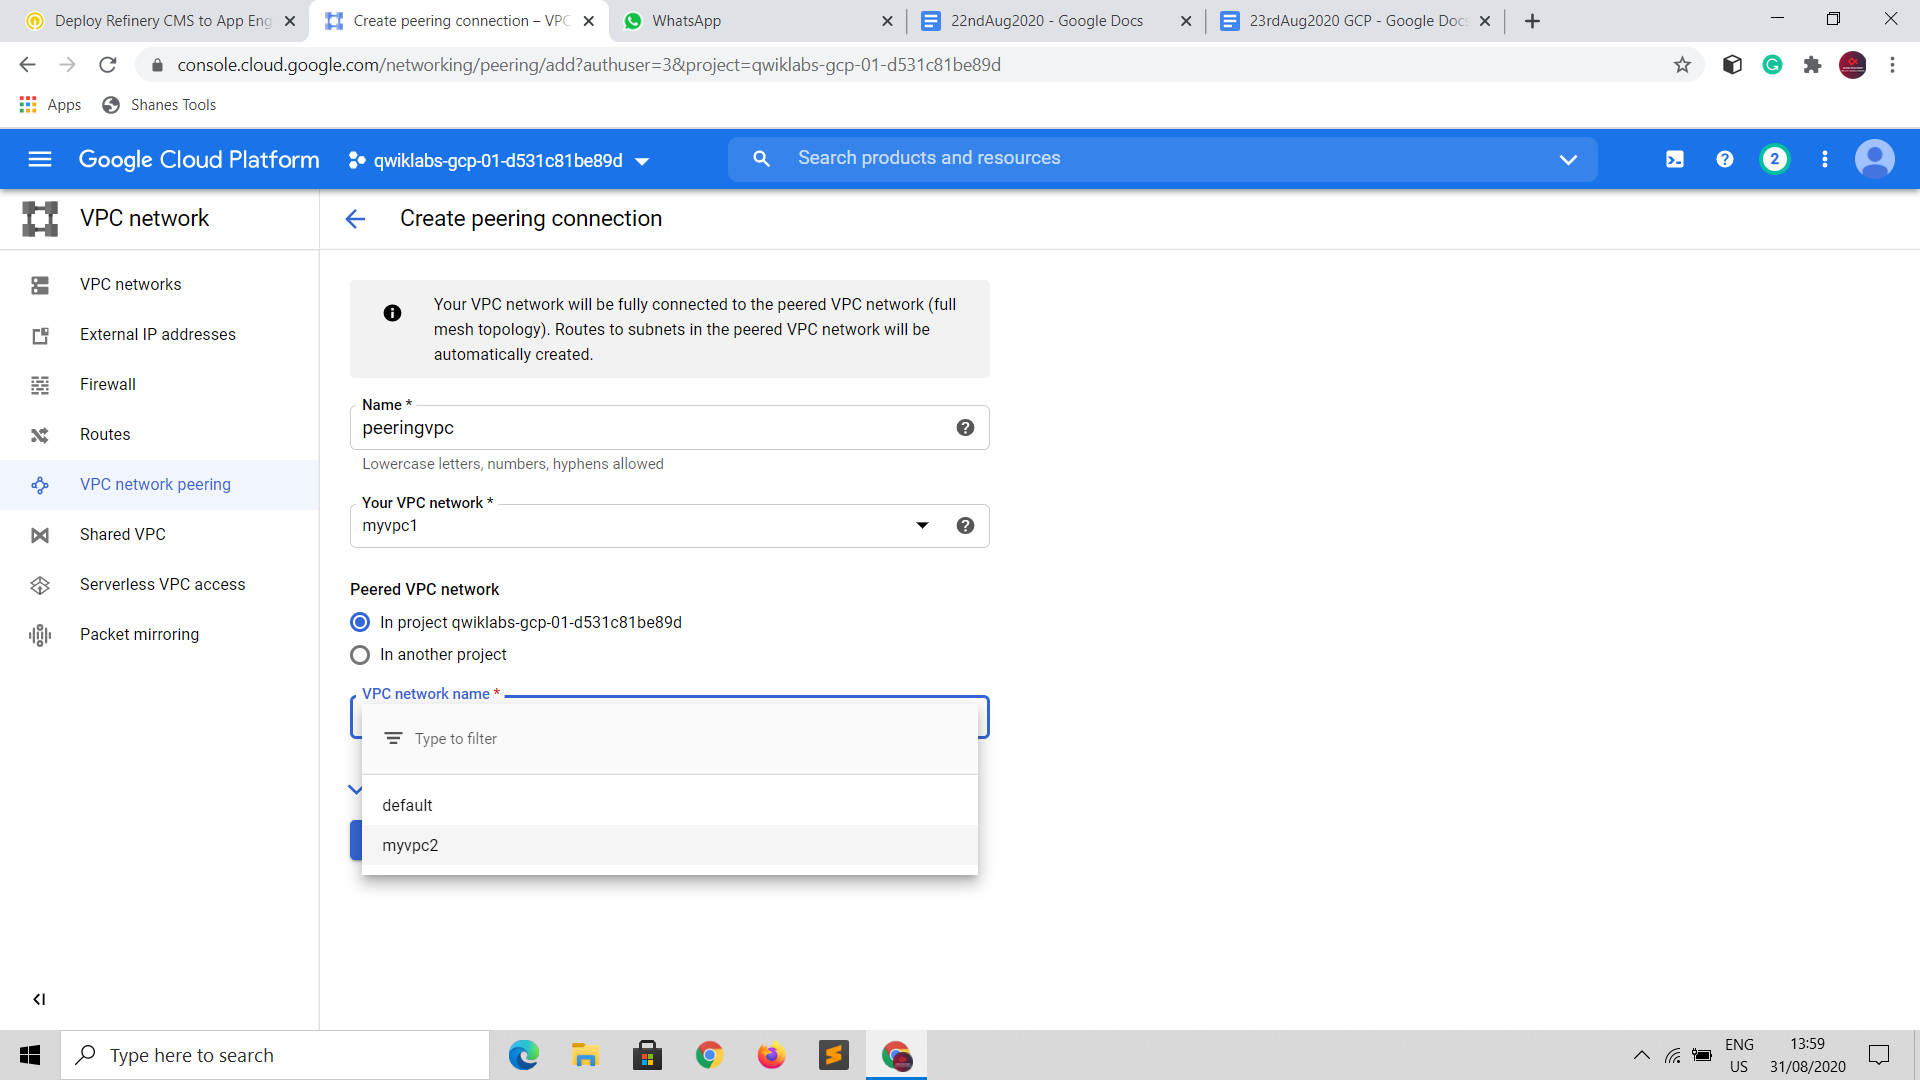 Deploy Refinery CMS to App Eng
Create peering connection – VPC
WhatsApp
22ndAug2020 - Google Docs
23rdAug2020 GCP - Google Docs
console.cloud.google.com/networking/peering/add?authuser=3&project=qwiklabs-gcp-01-d531c81be89d
Apps
Shanes Tools
Google Cloud Platform
qwiklabs-gcp-01-d531c81be89d
Search products and resources
2
VPC network
Create peering connection
VPC networks
External IP addresses
Firewall
Routes
VPC network peering
Shared VPC
Serverless VPC access
Packet mirroring
Your VPC network will be fully connected to the peered VPC network (full
mesh topology). Routes to subnets in the peered VPC network will be
automatically created.
Name *
peeringvpc
Lowercase letters, numbers, hyphens allowed
Your VPC network *
myvpc1
Peered VPC network
In project qwiklabs-gcp-01-d531c81be89d
In another project
VPC network name *
Type to filter
default
myvpc2
Type here to search
ENG
US
13:59
31/08/2020